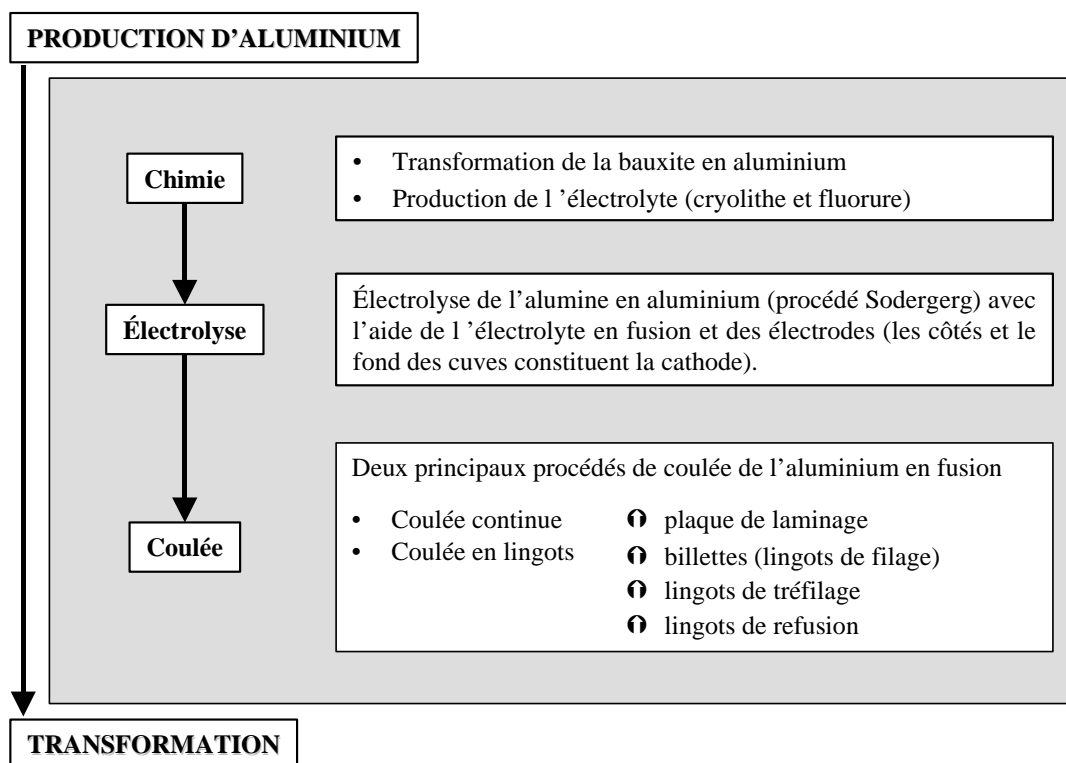 PRODUCTION D’ALUMINIUM
Chimie
• Transformation de la bauxite en aluminium
• Production de l ’électrolyte (cryolithe et fluorure)
Électrolyse
Électrolyse de l’alumine en aluminium (procédé Sodergerg) avec
l’aide de l ’électrolyte en fusion et des électrodes (les côtés et le
fond des cuves constituent la cathode).
Coulée
Deux principaux procédés de coulée de l’aluminium en fusion
• Coulée continue
• Coulée en lingots
plaque de laminage
billettes (lingots de filage)
lingots de tréfilage
lingots de refusion
TRANSFORMATION